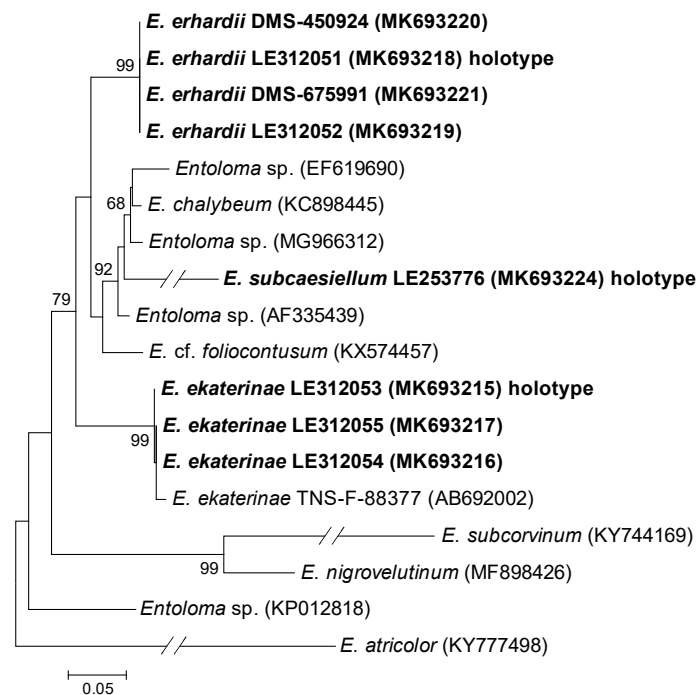 E. erhardii DMS-450924 (MK693220)
99
E. erhardii LE312051 (MK693218) holotype
E. erhardii DMS-675991 (MK693221)
E. erhardii LE312052 (MK693219)
Entoloma sp. (EF619690)
68
E. chalybeum (KC898445)
Entoloma sp. (MG966312)
92
E. subcaesiellum LE253776 (MK693224) holotype
79
Entoloma sp. (AF335439)
E. cf. foliocontusum (KX574457)
E. ekaterinae LE312053 (MK693215) holotype
E. ekaterinae LE312055 (MK693217)
99
E. ekaterinae LE312054 (MK693216)
E. ekaterinae TNS-F-88377 (AB692002)
E. subcorvinum (KY744169)
99
E. nigrovelutinum (MF898426)
Entoloma sp. (KP012818)
E. atricolor (KY777498)
0.05